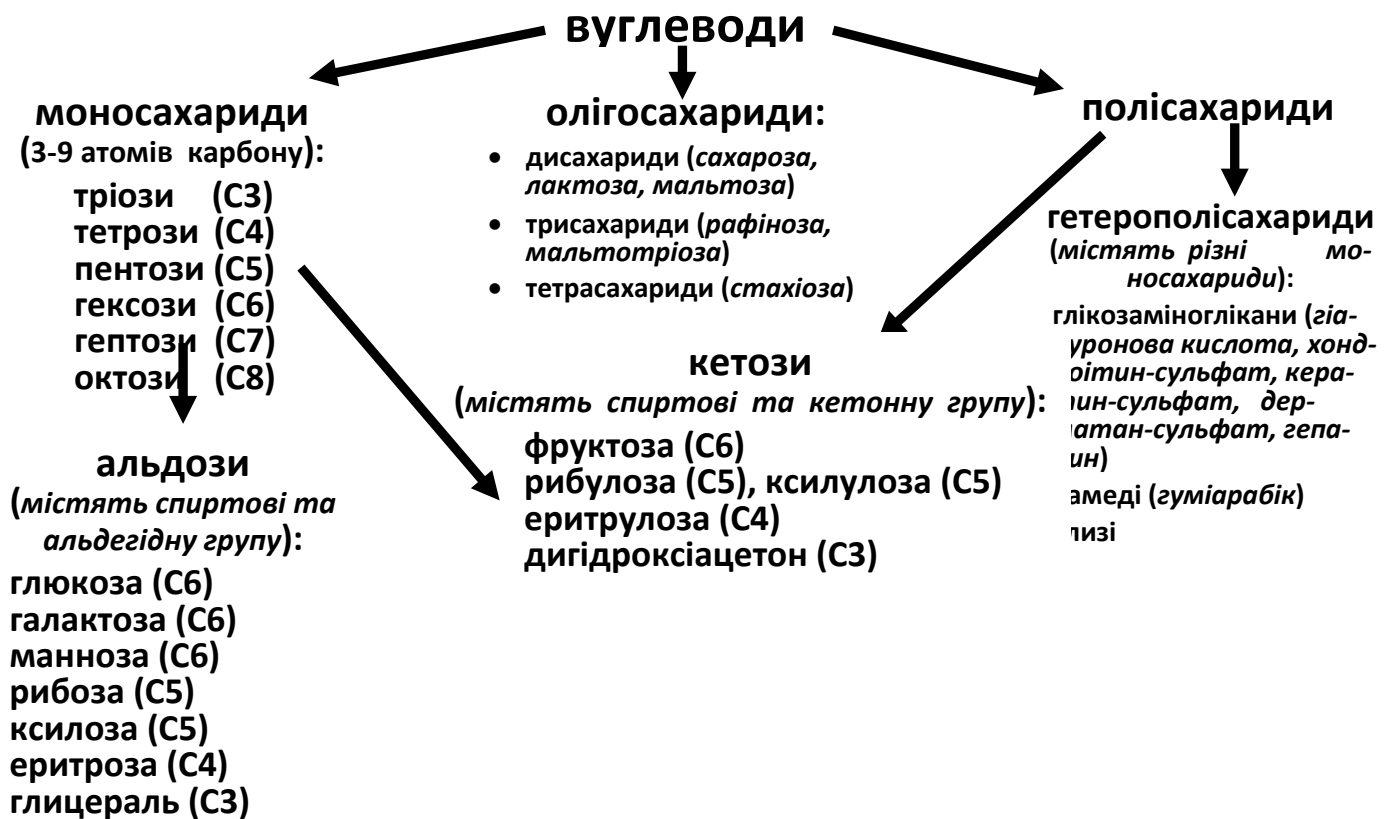 вуглеводи
моносахариди
(3-9 атомів карбону):
тріози (С3)
тетрози (С4)
пентози (С5)
гексози (С6)
гептози (С7)
октози (С8)
альдози
(містять спиртові та
альдегідну групу):
глюкоза (С6)
галактоза (С6)
манноза (С6)
рибоза (С5)
ксилоза (С5)
еритроза (С4)
глицераль (С3)
олігосахариди:
• дисахариди (сахароза,
лактоза, мальтоза)
• трисахариди (рафіноза,
мальтотріоза)
• тетрасахариди (стахіоза)
кетози
(містять спиртові та кетонну групу):
фруктоза (С6)
рибулоза (С5), ксилулоза (С5)
еритрулоза (С4)
дигідроксіацетон (С3)
полісахариди
гетерополісахариди
(містять різні мо-
носахариди):
глікозаміноглікани (гіа-
уронова кислота, хонд-
оітин-сульфат, кера-
ин-сульфат, дер-
атан-сульфат, гепа-
ин)
амеді (гуміарабік)
лизі